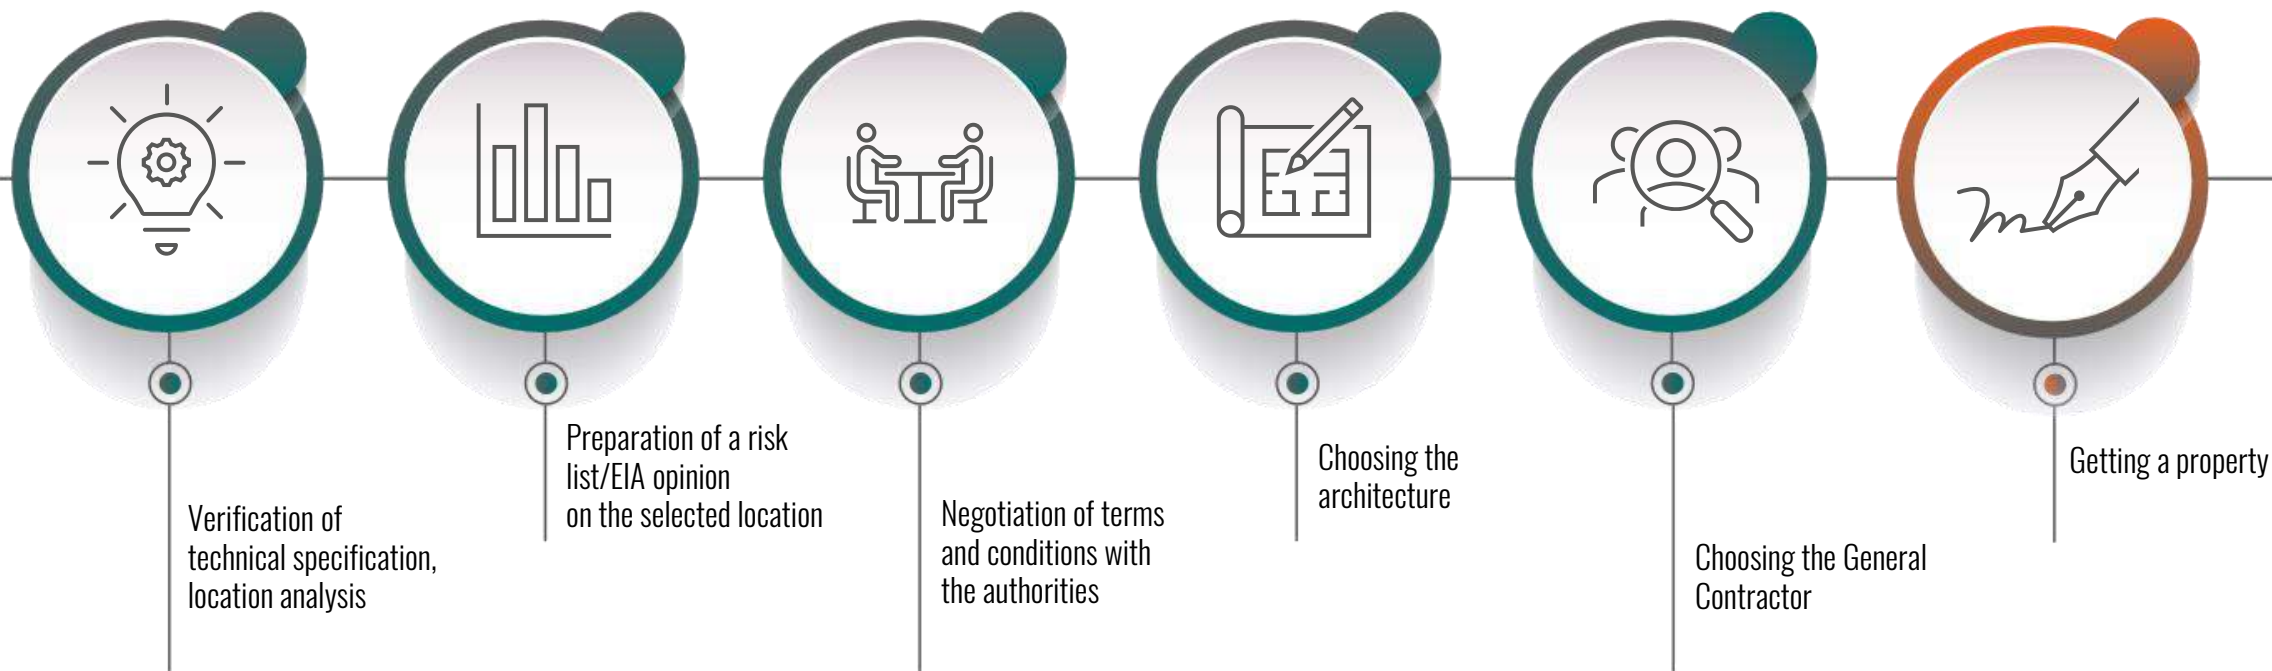 Verification of
technical specification,
location analysis
Preparation of a risk
list/EIA opinion
on the selected location
Negotiation of terms
and conditions with
the authorities
Choosing the
architecture
Choosing the General
Contractor
Getting a property